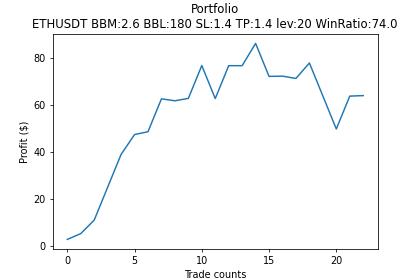 Portfolio
ETHUSDT BBM:2.6 BBL:180 SL:1.4 TP:1.4 lev:20 WinRatio:74.0
80
60
40
20
0
Profit ($)
0 5 10 15 20
Trade counts